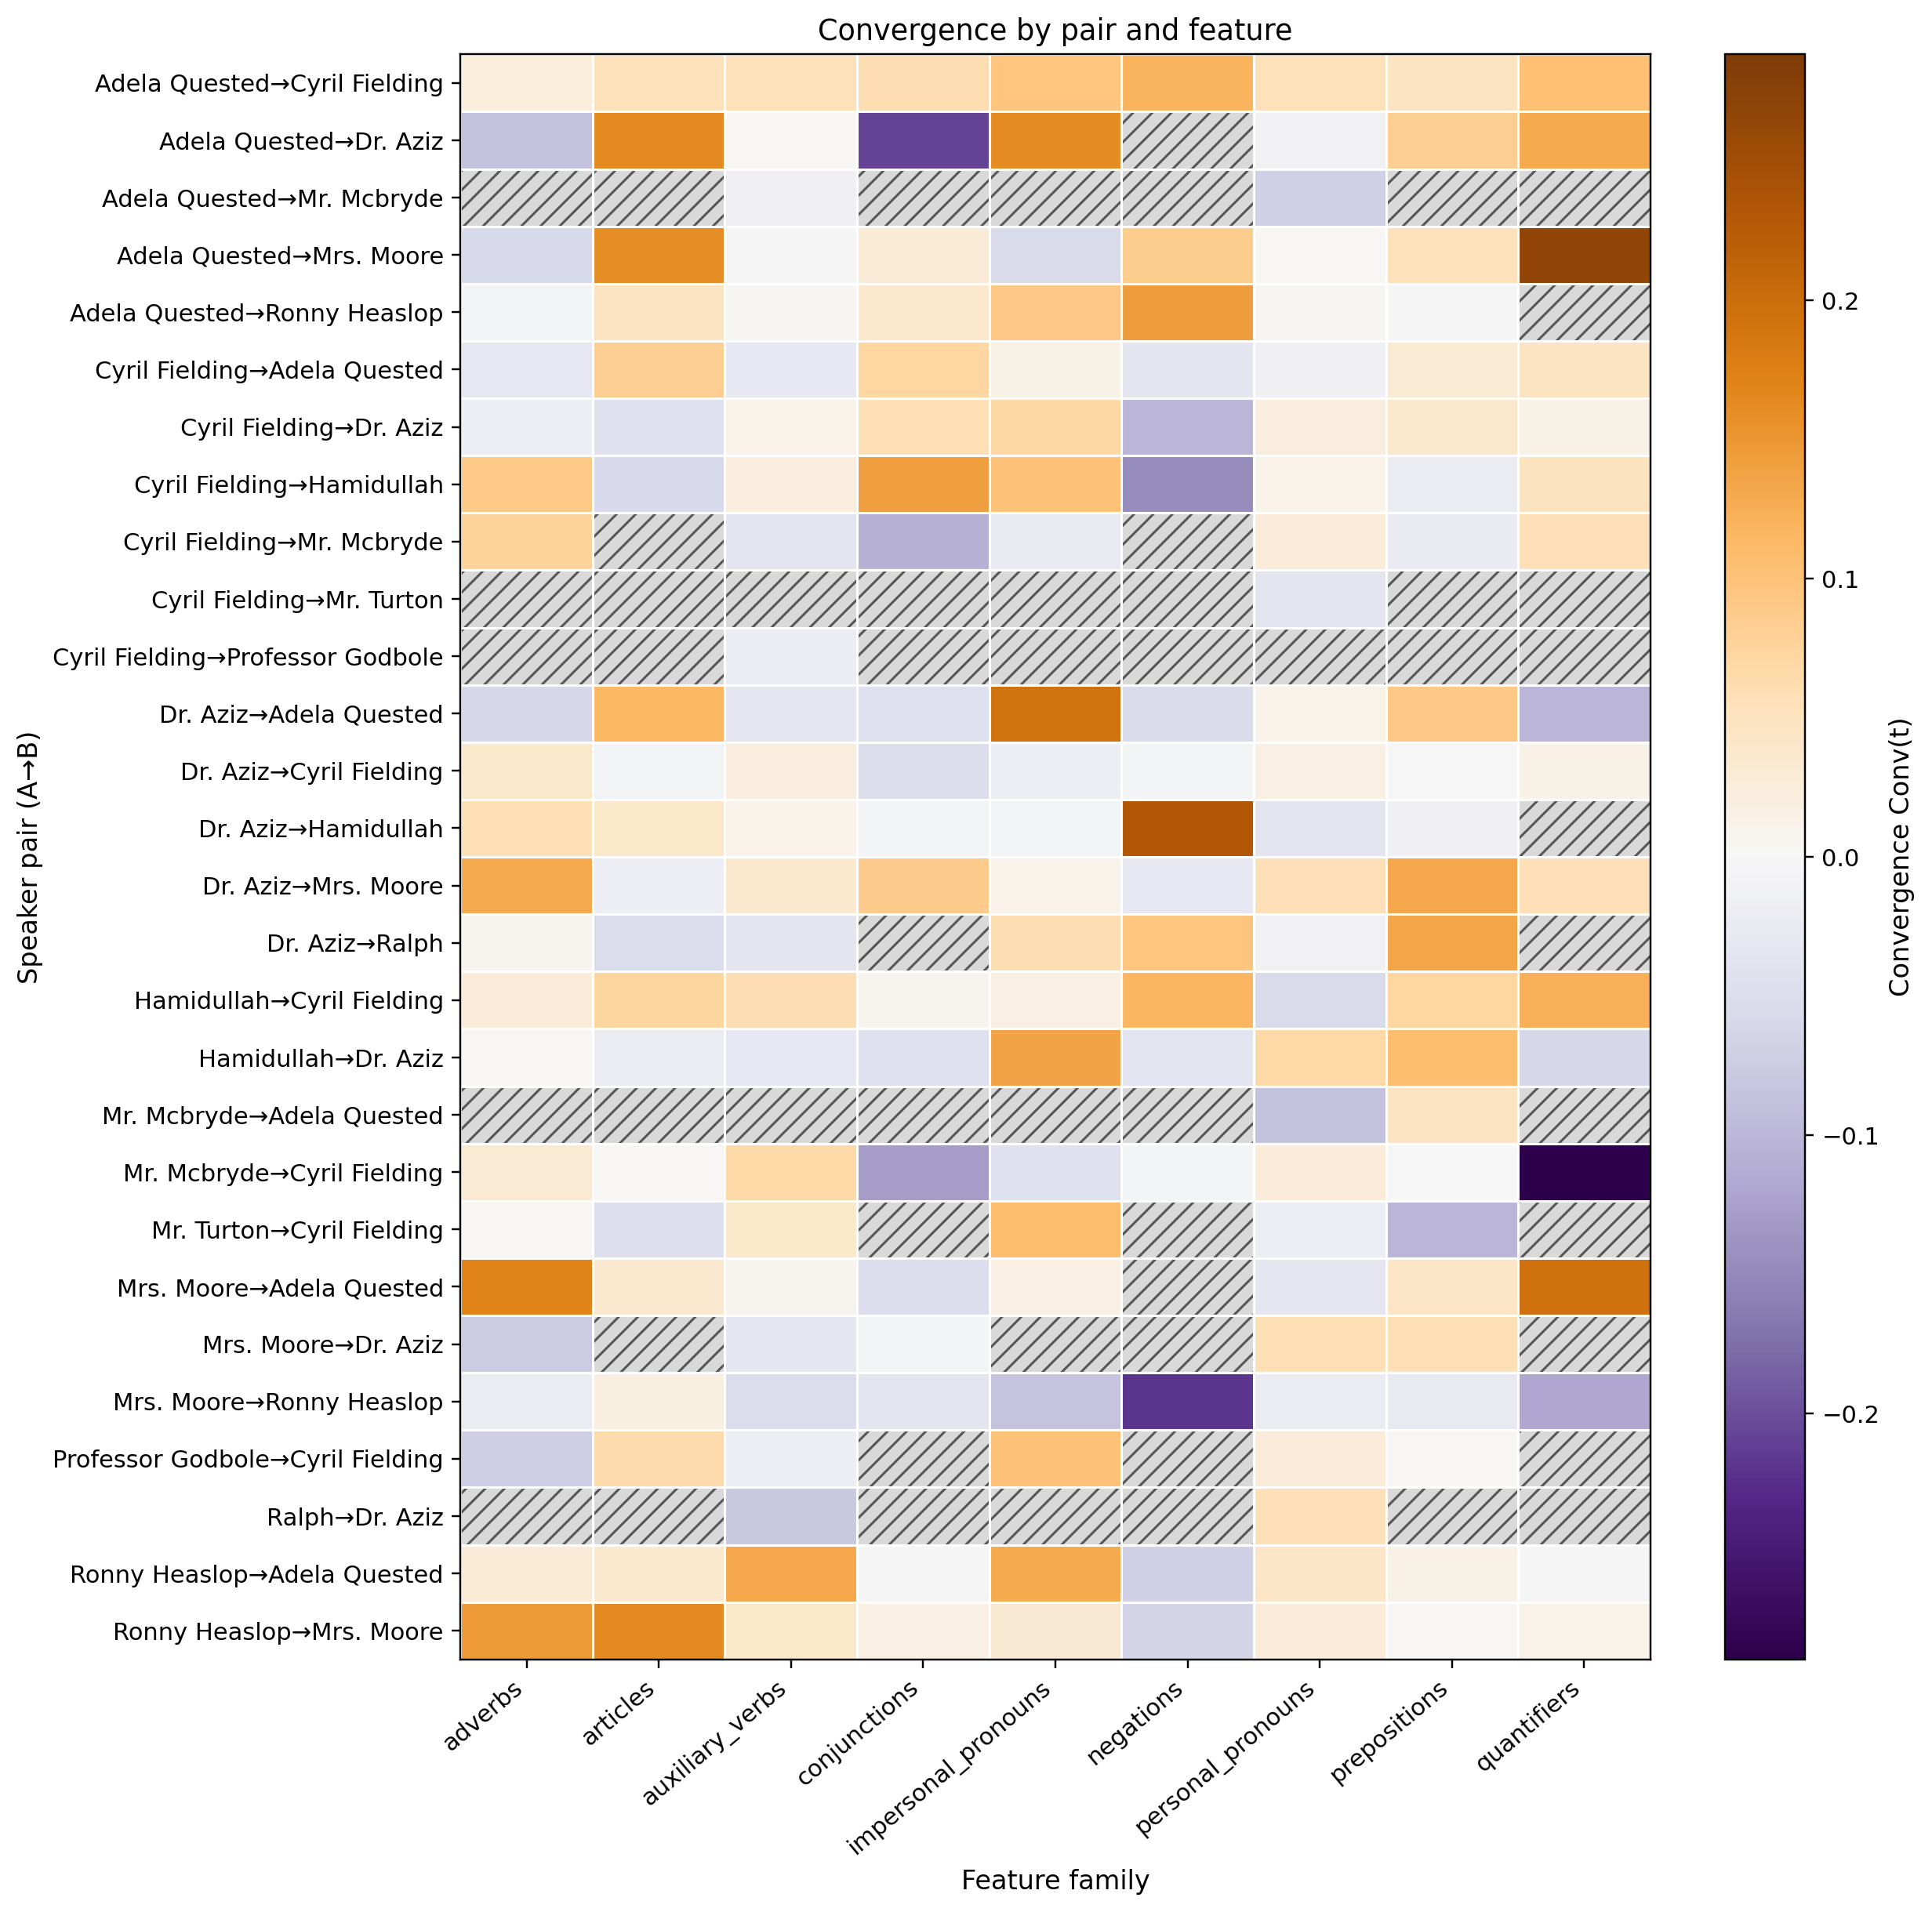 Convergence by pair and feature
Adela Quested→Cyril Fielding
Adela Quested→Dr. Aziz
Adela Quested→Mr. Mcbryde
Adela Quested→Mrs. Moore
Adela Quested→Ronny Heaslop
Cyril Fielding→Adela Quested
Cyril Fielding→Dr. Aziz
Cyril Fielding→Hamidullah
Cyril Fielding→Mr. Mcbryde
Cyril Fielding→Mr. Turton
Cyril Fielding→Professor Godbole
Dr. Aziz→Adela Quested
Dr. Aziz→Cyril Fielding
Dr. Aziz→Hamidullah
Dr. Aziz→Mrs. Moore
Dr. Aziz→Ralph
Hamidullah→Cyril Fielding
Hamidullah→Dr. Aziz
Mr. Mcbryde→Adela Quested
Mr. Mcbryde→Cyril Fielding
Mr. Turton→Cyril Fielding
Mrs. Moore→Adela Quested
Mrs. Moore→Dr. Aziz
Mrs. Moore→Ronny Heaslop
Professor Godbole→Cyril Fielding
Ralph→Dr. Aziz
Ronny Heaslop→Adela Quested
Ronny Heaslop→Mrs. Moore
Speaker pair (A→B)
adverbs
articles
auxiliary_verbs
conjunctions
impersonal_pronouns
negations
personal_pronouns
prepositions
quantifiers
Feature family
0.2
0.1
0.0
−0.1
−0.2
Convergence Conv(t)